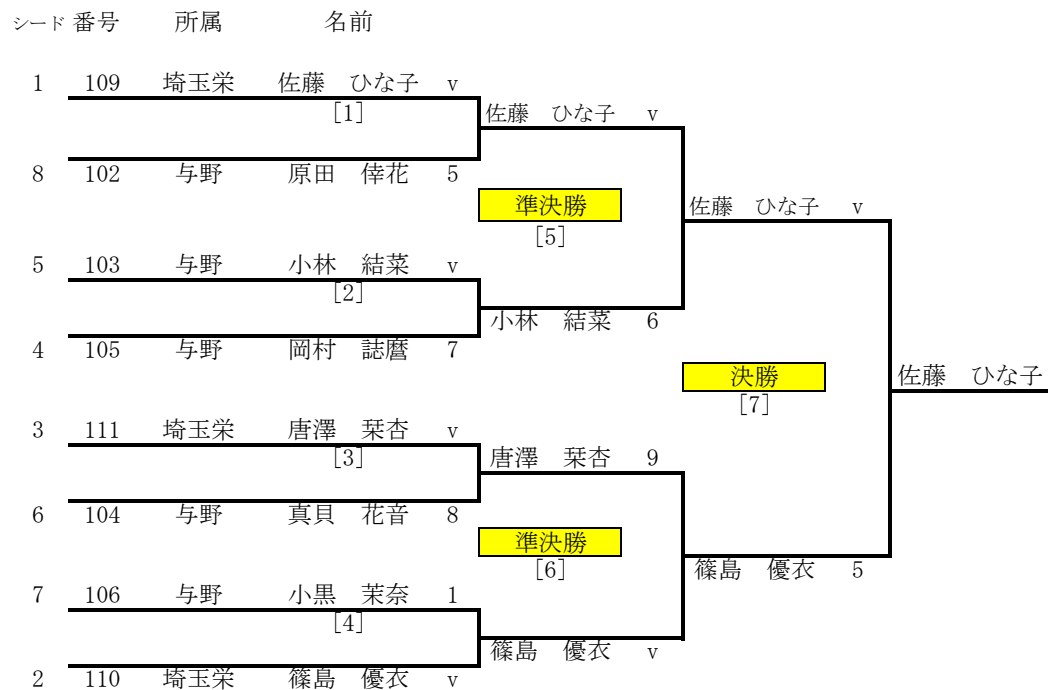 シード 番号 所属 名前
1 109 埼玉栄 佐藤 ひな子 v
[1]
佐藤 ひな子 v
8 102 与野 原田 倖花 5
準決勝
[5]
佐藤 ひな子 v
5 103 与野 小林 結菜 v
[2]
小林 結菜 6
4 105 与野 岡村 誌麿 7
決勝
[7]
佐藤 ひな子
3 111 埼玉栄 唐澤 栞杏 v
[3]
唐澤 栞杏 9
6 104 与野 真貝 花音 8
準決勝
[6]
篠島 優衣 5
7 106 与野 小黒 茉奈 1
[4]
篠島 優衣 v
2 110 埼玉栄 篠島 優衣 v